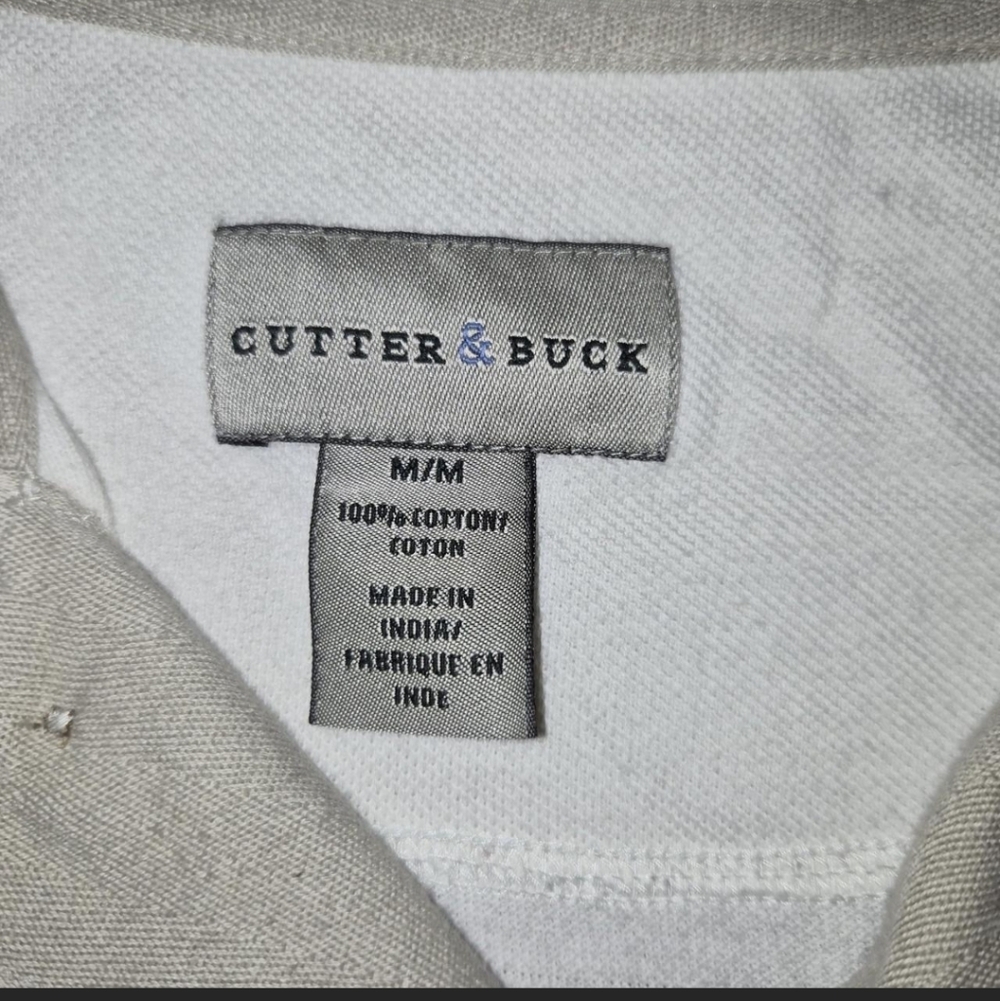 CUTTER & BUCK
M/M
100% COTTON/
COTON
MADE IN
INDIA/
FABRIQUE EN
INDE